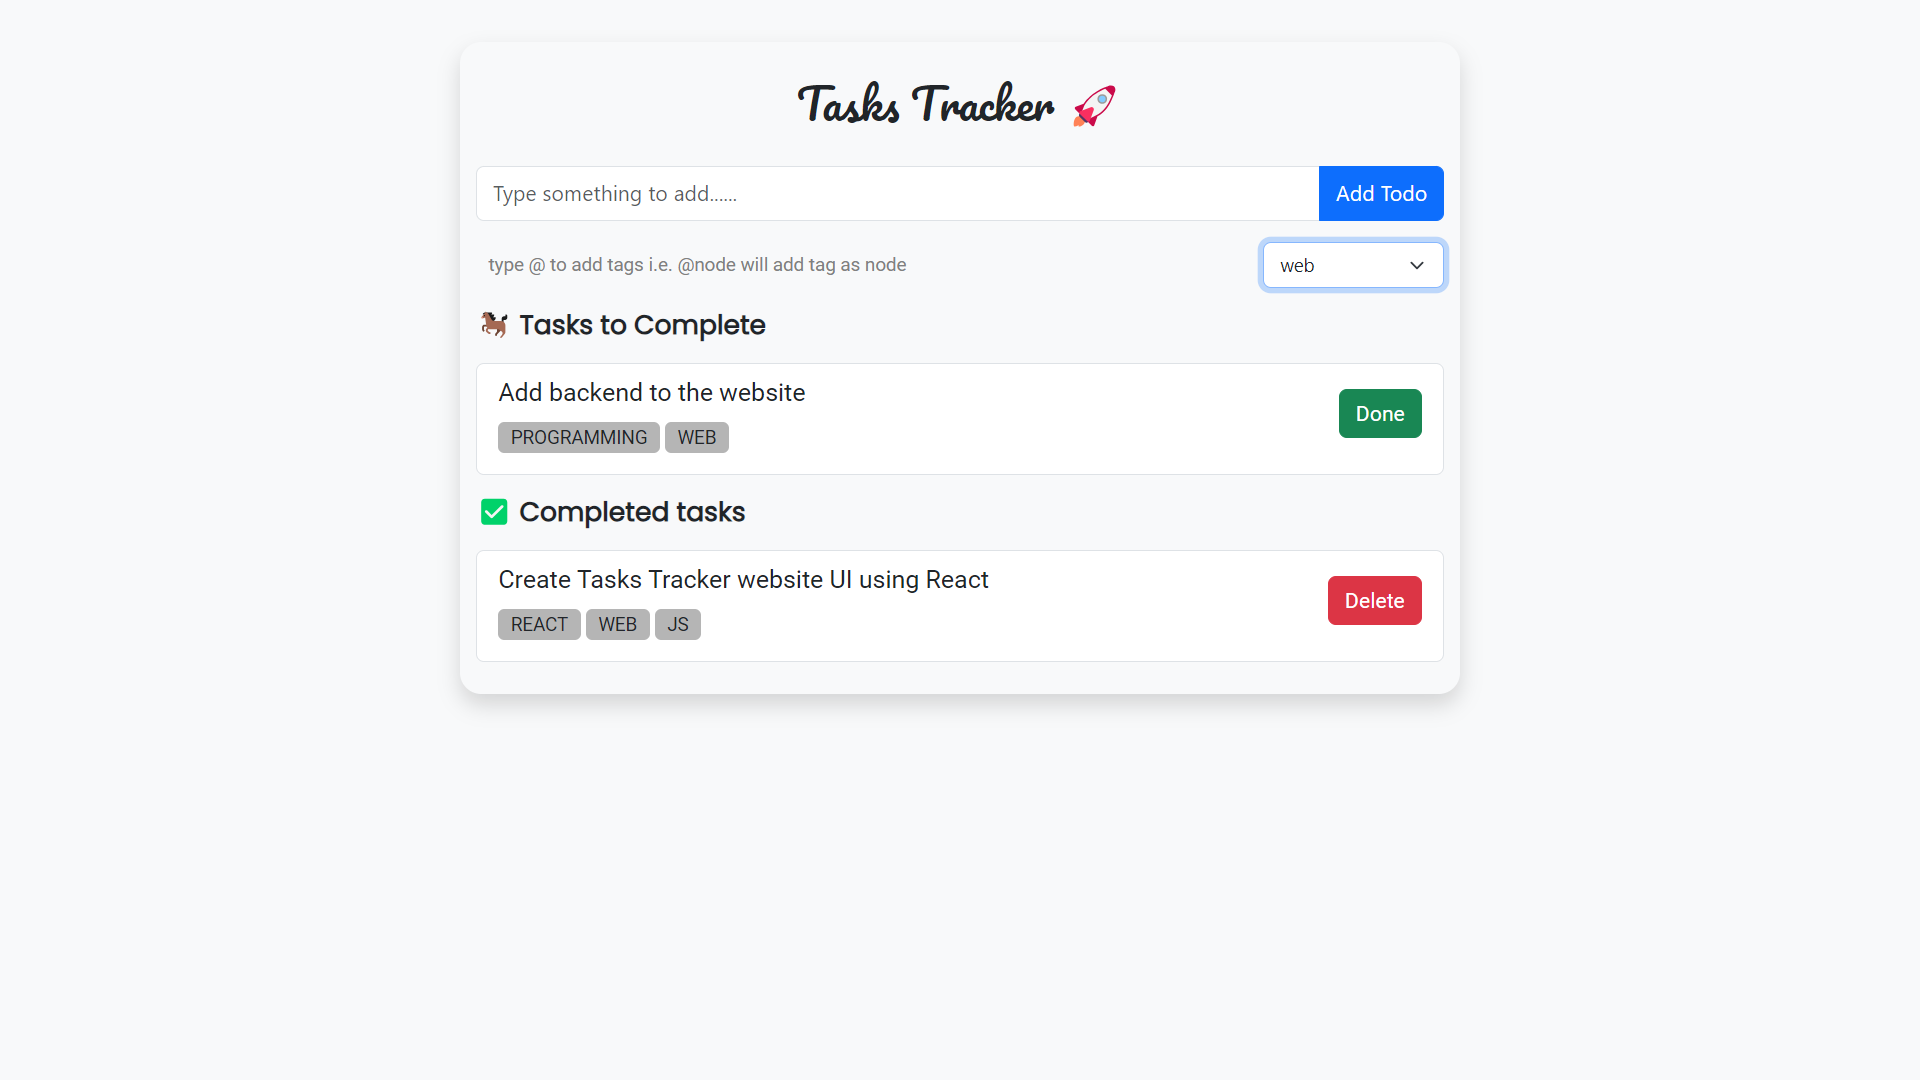 Tasks Tracker 🚀
Type something to add......
Add Todo
type @ to add tags i.e. @node will add tag as node
web
🐎 Tasks to Complete
Add backend to the website
Done
PROGRAMMING WEB
✅ Completed tasks
Create Tasks Tracker website UI using React
Delete
REACT WEB JS